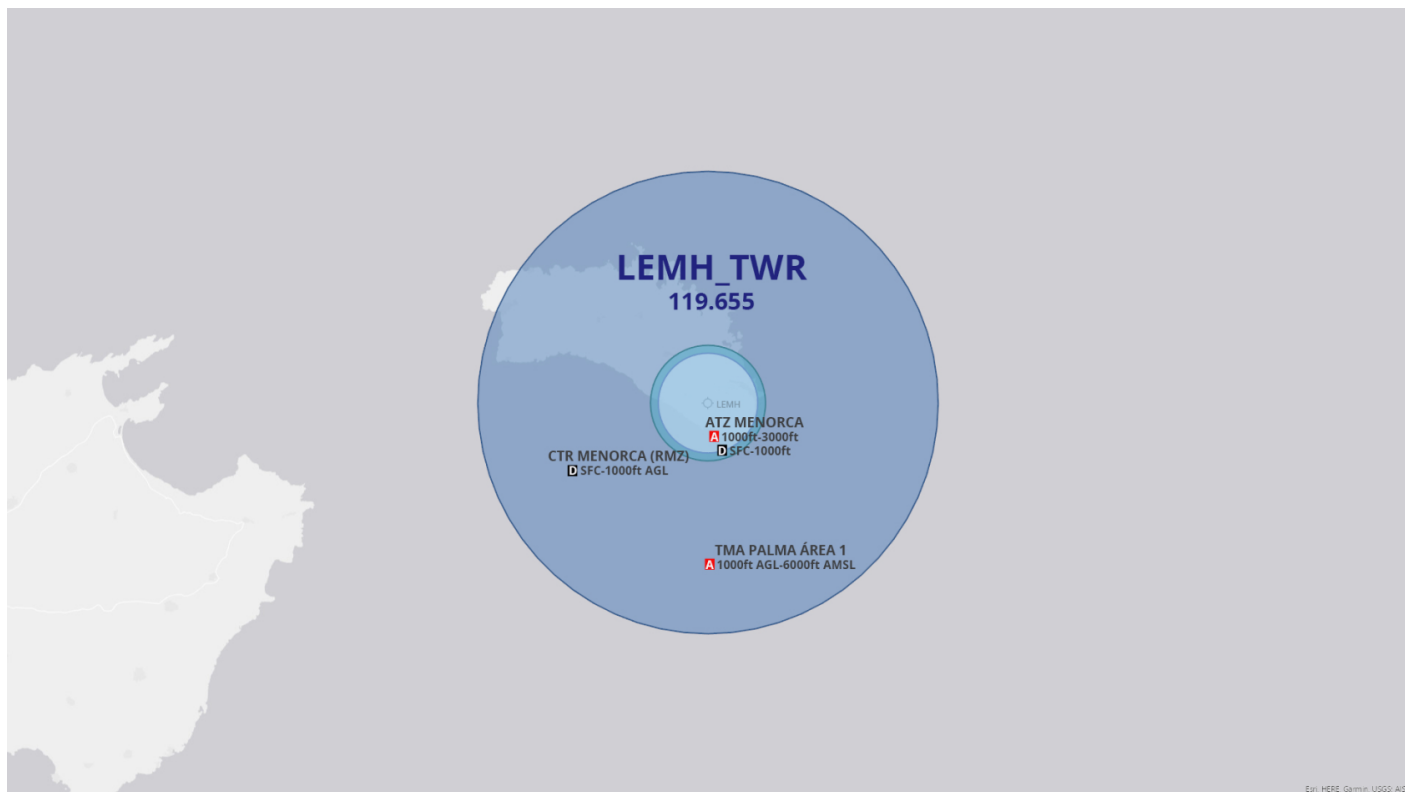 LEMH_TWR
119.655
LEMH
ATZ MENORCA
A 1000ft-3000ft
D SFC-1000ft
CTR MENORCA (RMZ)
D SFC-1000ft AGL
TMA PALMA ÁREA 1
A 1000ft AGL-6000ft AMSL
Esri, HERE, Garmin, USGS, AIS